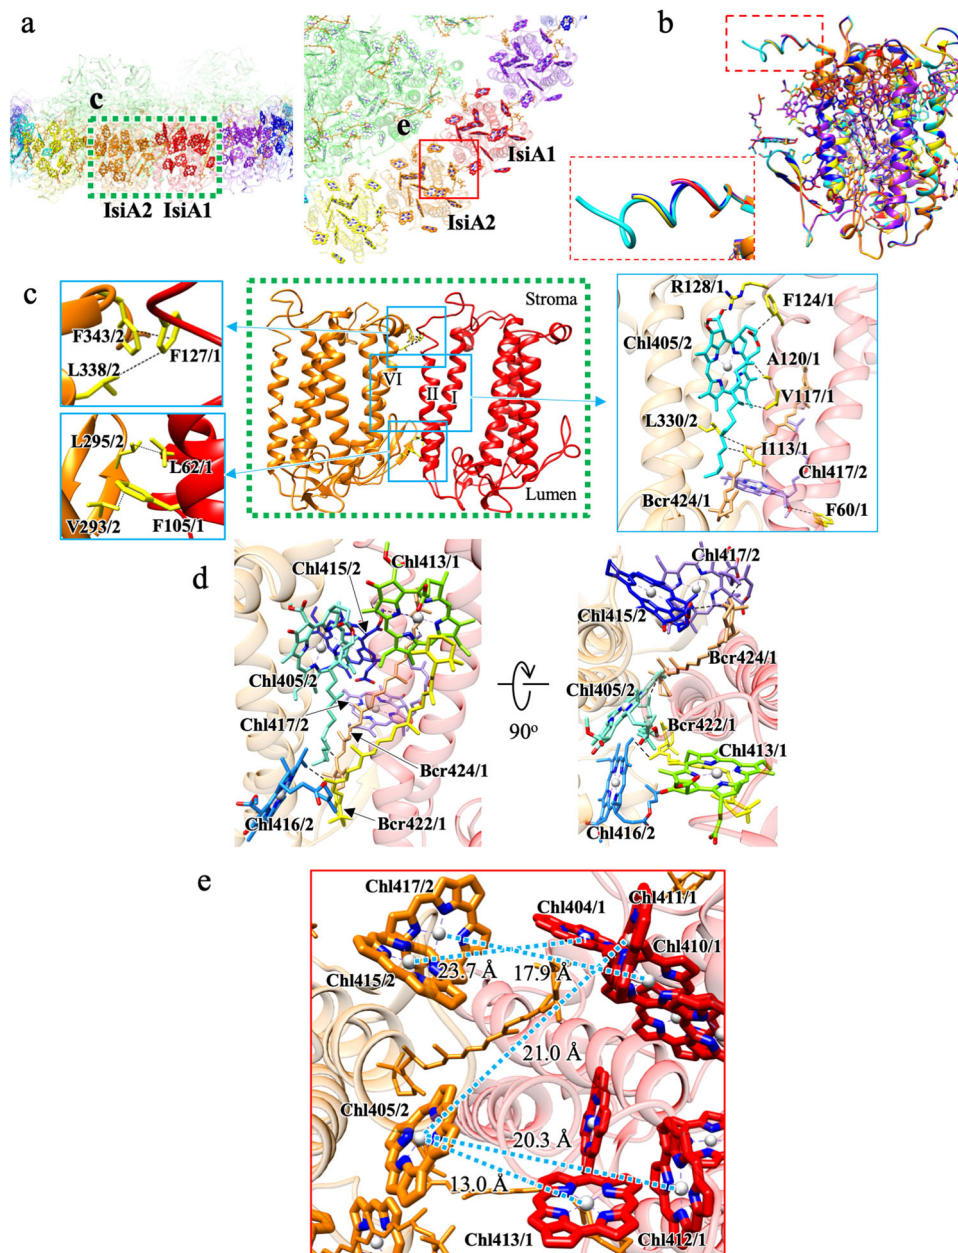 a
c
IsiA2
IsiA1
e
IsiA1
IsiA2
b
c
F343/2
F127/1
L338/2
L295/2
L62/1
V293/2
F105/1
Stroma
VI
II
I
Lumen
R128/1
F124/1
Chl405/2
A120/1
V117/1
L330/2
I113/1
Chl417/2
Bcr424/1
F60/1
d
Chl415/2
Chl413/1
Chl405/2
Chl417/2
Bcr424/1
Chl416/2
Bcr422/1
90o
Chl417/2
Chl415/2
Bcr424/1
Chl405/2
Bcr422/1
Chl413/1
Chl416/2
e
Chl417/2
Chl411/1
Chl404/1
Chl410/1
23.7 Å
17.9 Å
Chl415/2
21.0 Å
Chl405/2
20.3 Å
13.0 Å
Chl413/1
Chl412/1